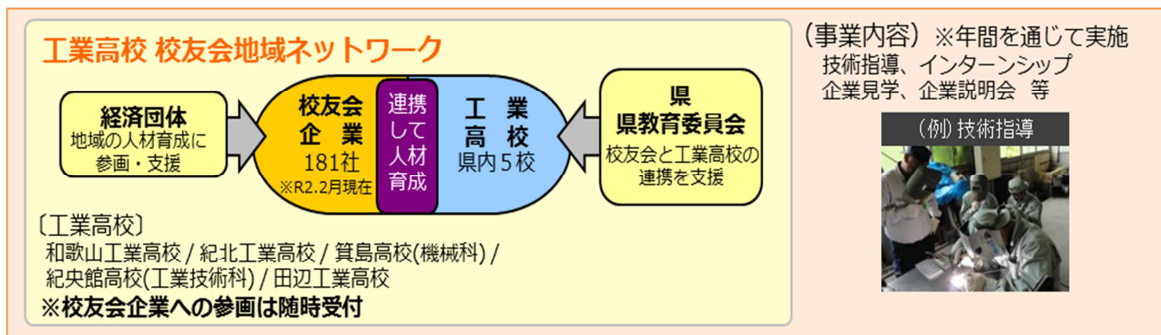 工業高校 校友会地域ネットワーク
経済団体
地域の人材育成に
参画・支援
校友会
企業
181社
※R2.2月現在
連携
して
人材
育成
工業
高校
県内5校
県
県教育委員会
校友会と工業高校の
連携を支援
〔工業高校〕
和歌山工業高校 / 紀北工業高校 / 箕島高校(機械科) /
紀央館高校(工業技術科) / 田辺工業高校
※校友会企業への参画は随時受付
(事業内容) ※年間を通じて実施
技術指導、インターンシップ
企業見学、企業説明会 等
(例)技術指導